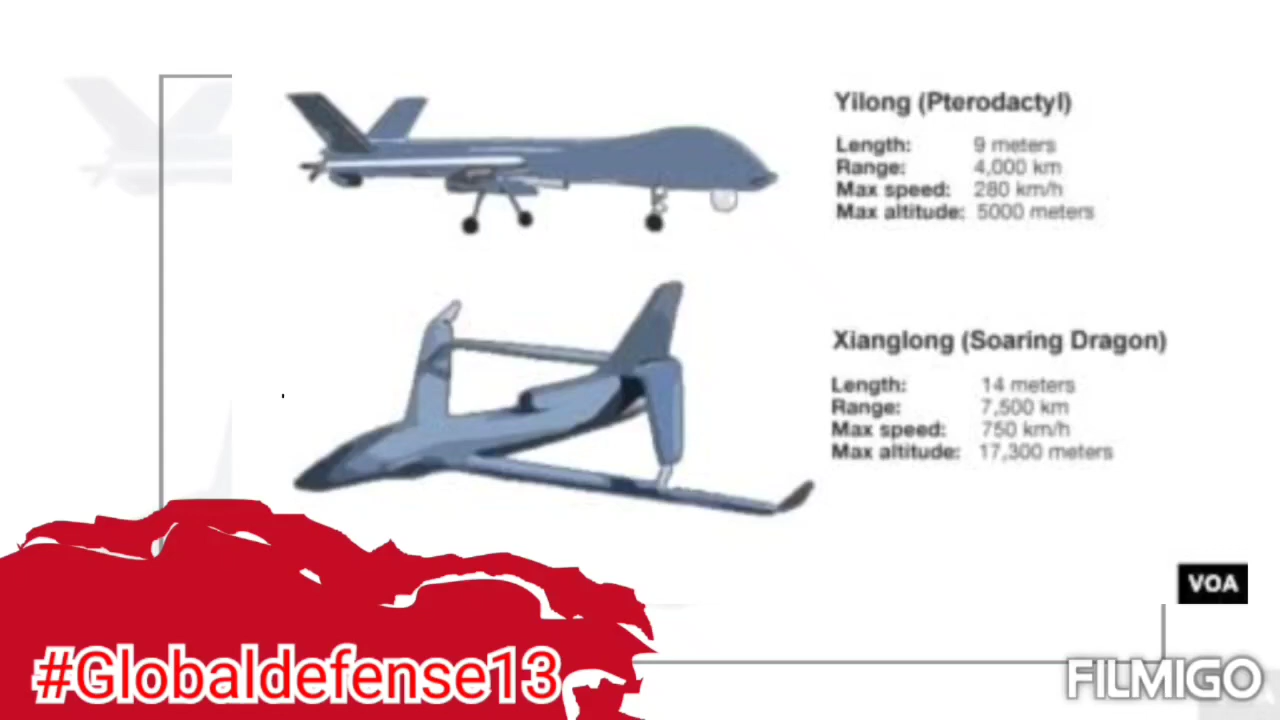 Yilong (Pterodactyl)
Length: 9 meters
Range: 4,000 km
Max speed: 280 km/h
Max altitude: 5000 meters
Xianglong (Soaring Dragon)
Length: 14 meters
Range: 7,500 km
Max speed: 750 km/h
Max altitude: 17,300 meters
VOA
#Globaldefense13
FILMIGO